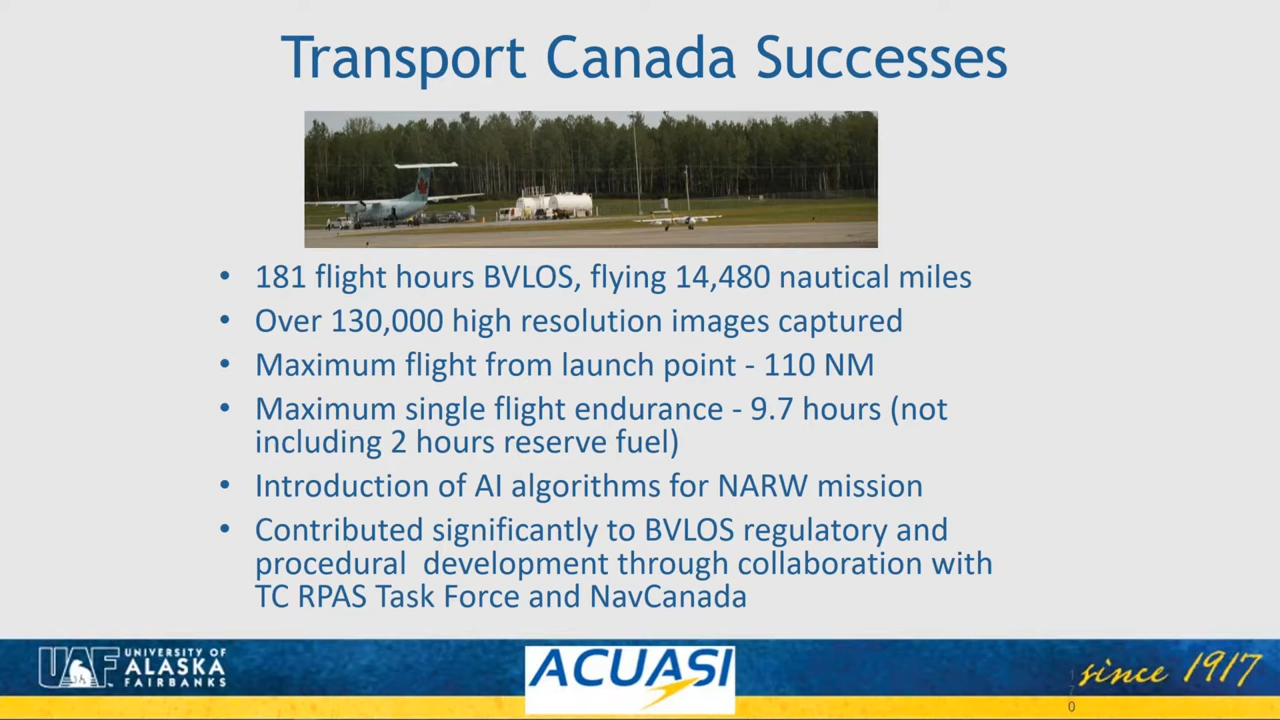 Transport Canada Successes
• 181 flight hours BVLOS, flying 14,480 nautical miles
• Over 130,000 high resolution images captured
• Maximum flight from launch point - 110 NM
• Maximum single flight endurance - 9.7 hours (not
including 2 hours reserve fuel)
• Introduction of AI algorithms for NARW mission
• Contributed significantly to BVLOS regulatory and
procedural  development through collaboration with
TC RPAS Task Force and NavCanada
UAF UNIVERSITY OF
ALASKA
FAIRBANKS
ACUASI
since 1917
1
7
0